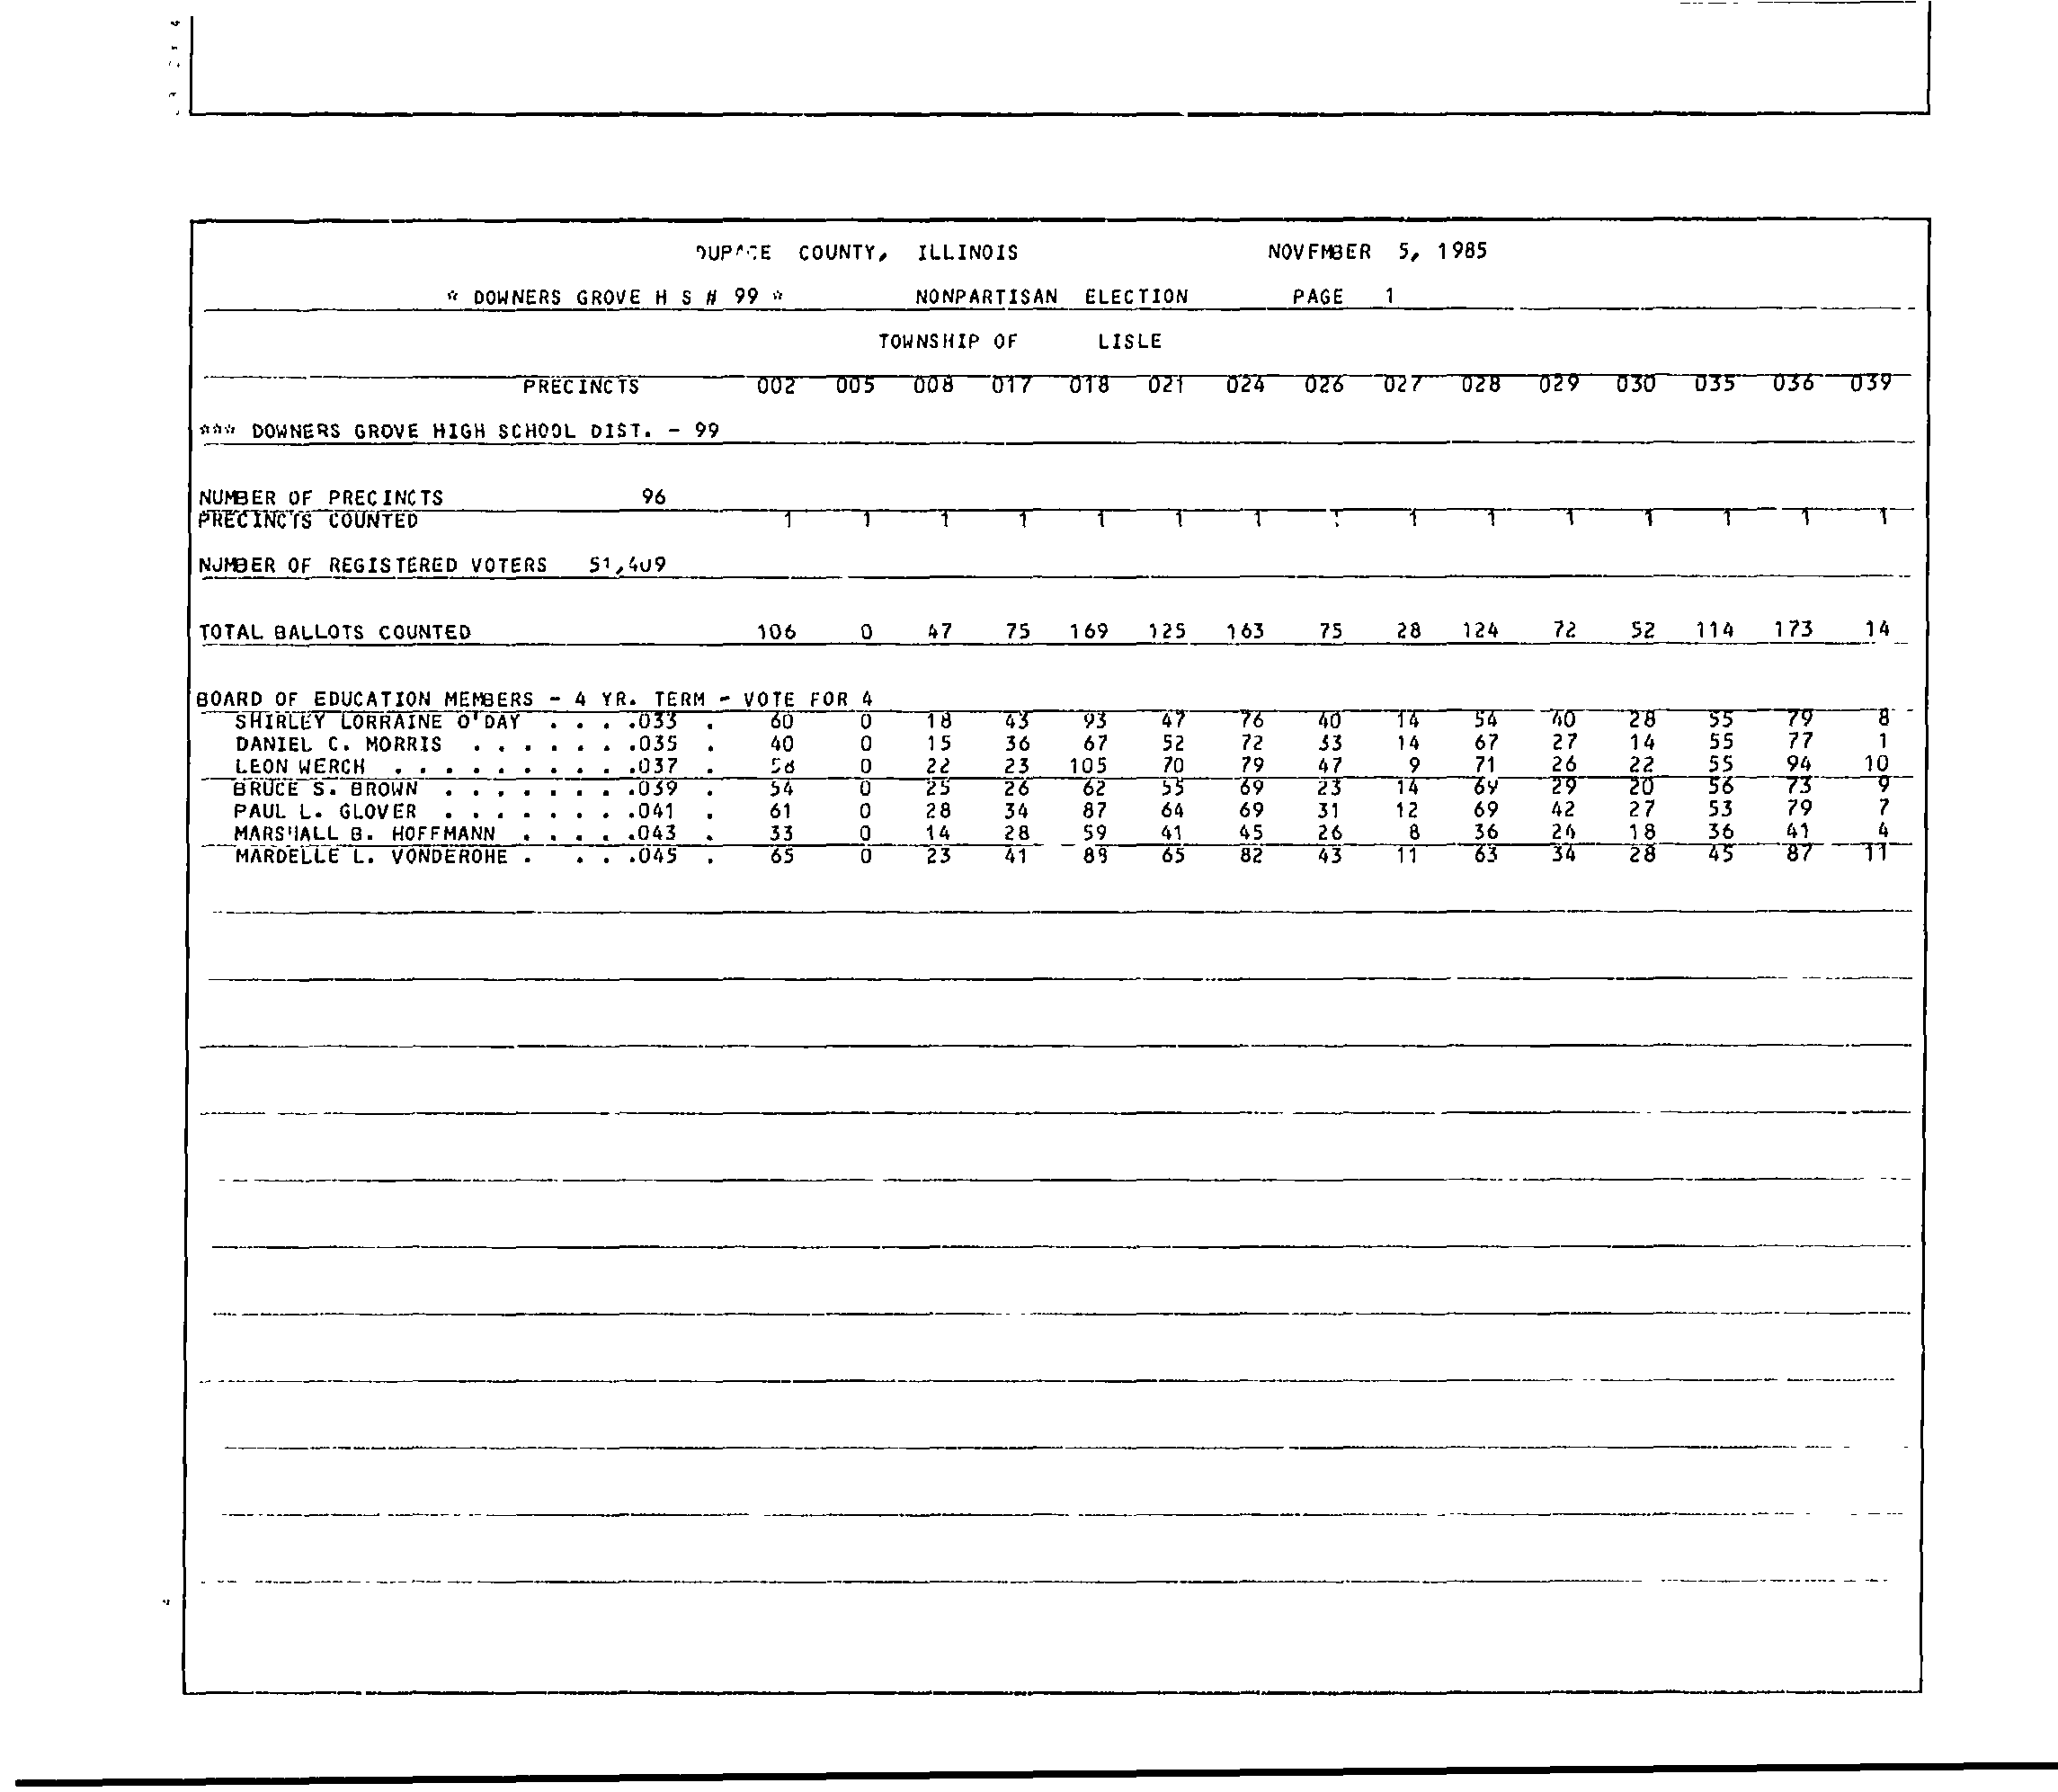 DUPAGE COUNTY, ILLINOIS NOVEMBER 5, 1985
* DOWNERS GROVE H S # 99 * NONPARTISAN ELECTION PAGE 1
TOWNSHIP OF LISLE
PRECINCTS 002 005 008 017 018 021 024 026 027 028 029 030 035 036 039
*** DOWNERS GROVE HIGH SCHOOL DIST. - 99
NUMBER OF PRECINCTS 96
PRECINCTS COUNTED 1 1 1 1 1 1 1 1 1 1 1 1 1 1 1
NUMBER OF REGISTERED VOTERS 51,409
TOTAL BALLOTS COUNTED 106 0 47 75 169 125 163 75 28 124 72 52 114 173 14
BOARD OF EDUCATION MEMBERS - 4 YR. TERM - VOTE FOR 4
SHIRLEY LORRAINE O'DAY . . . .033 . 60 0 18 43 93 47 76 40 14 54 40 28 55 79 8
DANIEL C. MORRIS . . . . . . .035 . 40 0 15 36 67 52 72 33 14 67 27 14 55 77 1
LEON WERCH . . . . . . . . . .037 . 58 0 22 23 105 70 79 47 9 71 26 22 55 94 10
BRUCE S. BROWN . . . . . . . .039 . 54 0 25 26 62 55 69 23 14 69 29 20 56 73 9
PAUL L. GLOVER . . . . . . . .041 . 61 0 28 34 87 64 69 31 12 69 42 27 53 79 7
MARSHALL B. HOFFMANN . . . . .043 . 33 0 14 28 59 41 45 26 8 36 24 18 36 41 4
MARDELLE L. VONDEROHE . . . .045 . 65 0 23 41 89 65 82 43 11 63 34 28 45 87 11